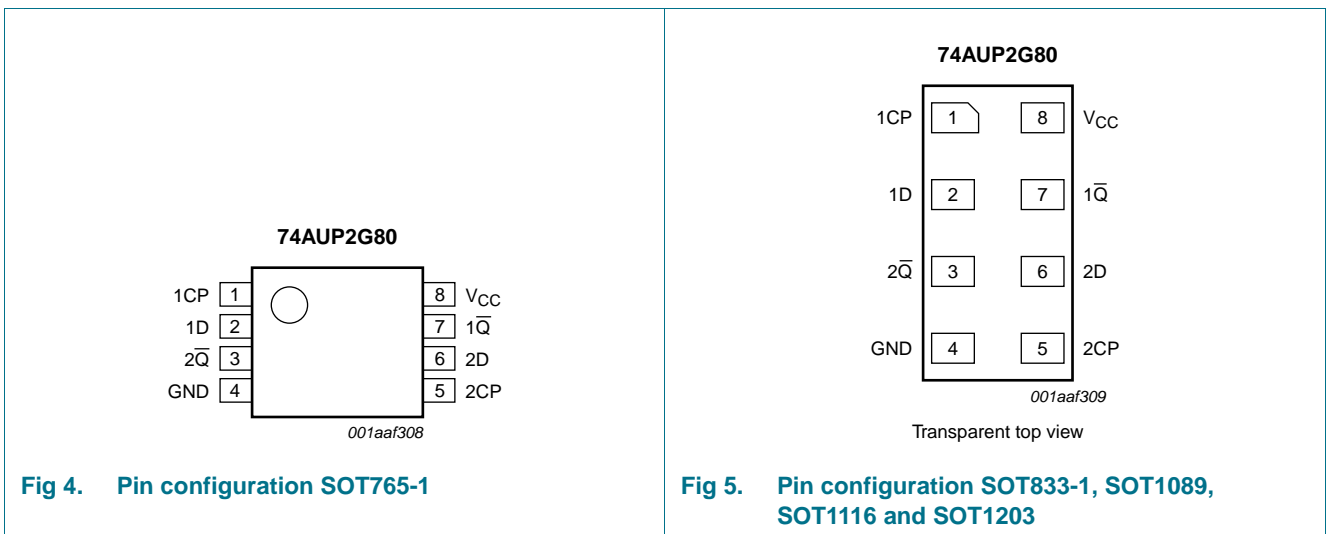 74AUP2G80
1CP 1 8 VCC
1D 2 7 1Q̅
2Q̅ 3 6 2D
GND 4 5 2CP
001aaf308
Fig 4. Pin configuration SOT765-1
74AUP2G80
1CP 1 8 VCC
1D 2 7 1Q̅
2Q̅ 3 6 2D
GND 4 5 2CP
001aaf309
Transparent top view
Fig 5. Pin configuration SOT833-1, SOT1089,
SOT1116 and SOT1203